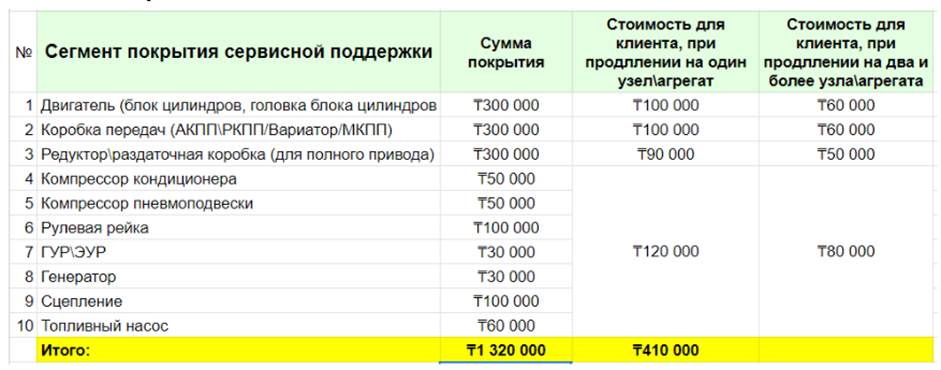 № Сегмент покрытия сервисной поддержки Сумма покрытия Стоимость для клиента, при продллении на один узел\агрегат Стоимость для клиента, при продллении на два и более узла\агрегата
1 Двигатель (блок цилиндров, головка блока цилиндров ₸300 000 ₸100 000 ₸60 000
2 Коробка передач (АКПП\РКПП/Вариатор/МКПП) ₸300 000 ₸100 000 ₸60 000
3 Редуктор\раздаточная коробка (для полного привода) ₸300 000 ₸90 000 ₸50 000
4 Компрессор кондиционера ₸50 000
5 Компрессор пневмоподвески ₸50 000
6 Рулевая рейка ₸100 000
7 ГУР\ЭУР ₸30 000 ₸120 000 ₸80 000
8 Генератор ₸30 000
9 Сцепление ₸100 000
10 Топливный насос ₸60 000
Итого: ₸1 320 000 ₸410 000